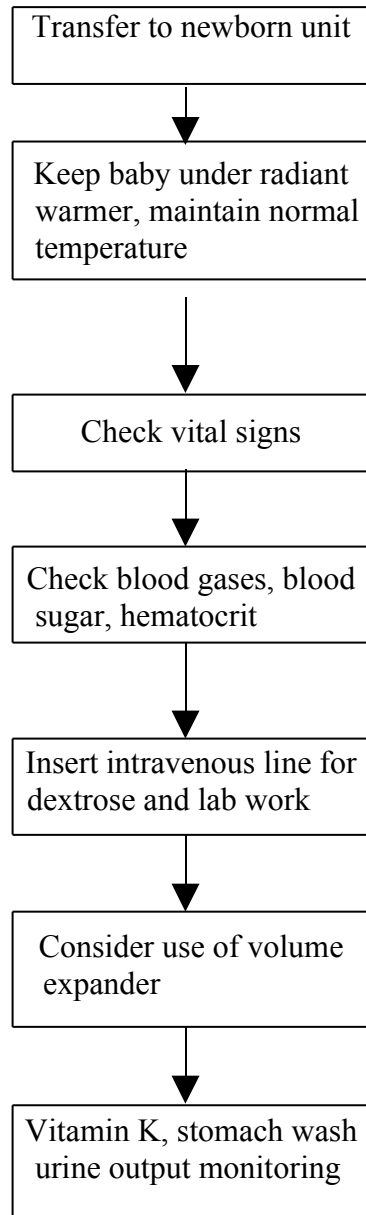 Transfer to newborn unit
Keep baby under radiant
warmer, maintain normal
temperature
Check vital signs
Check blood gases, blood
sugar, hematocrit
Insert intravenous line for
dextrose and lab work
Consider use of volume
expander
Vitamin K, stomach wash
urine output monitoring